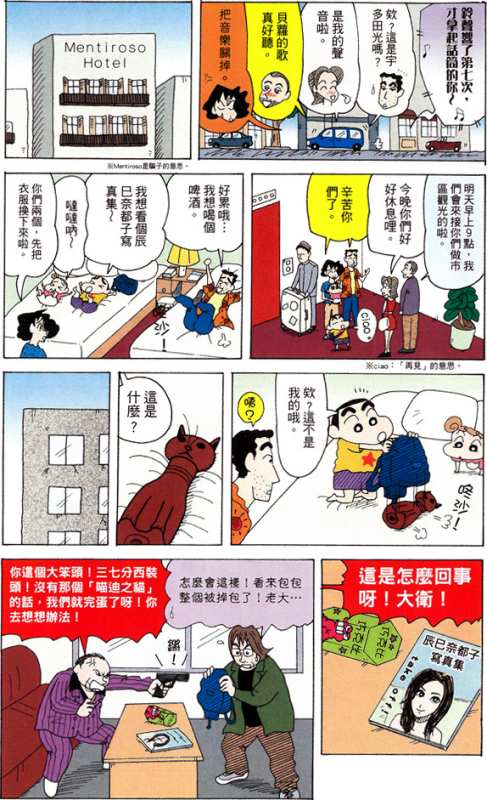 鈴聲響了第七次，
才拿起話筒的你～
欸？這是宇
多田光嗎？
是我的聲
音啦。
貝蘿的歌
真好聽。
把音樂關掉。
Mentiroso
Hotel
※Mentiroso是騙子的意思。
明天早上9點，我
們會來接你們做市
區觀光的啦。
今晚你們好
好休息哩。
辛苦你
們了。
ciao。
※ciao：「再見」的意思。
好累哦…
我想喝個
啤酒。
咚沙！
我想看個辰
巳奈都子寫
真集～
噠噠吶～
你們兩個，先把
衣服換下來啦。
欸？這不是
我的哦。
咚沙！
唷？
這是
什麼？
這是怎麼回事
呀！大衛！
辰巳奈都子
寫真集
take off!
巧克比
怎麼會這樣！看來包包
整個被掉包了！老大…
鏘！
你這個大笨頭！三七分西裝
頭！沒有那個「喵迪之貓」
的話，我們就完蛋了呀！你
去想想辦法！